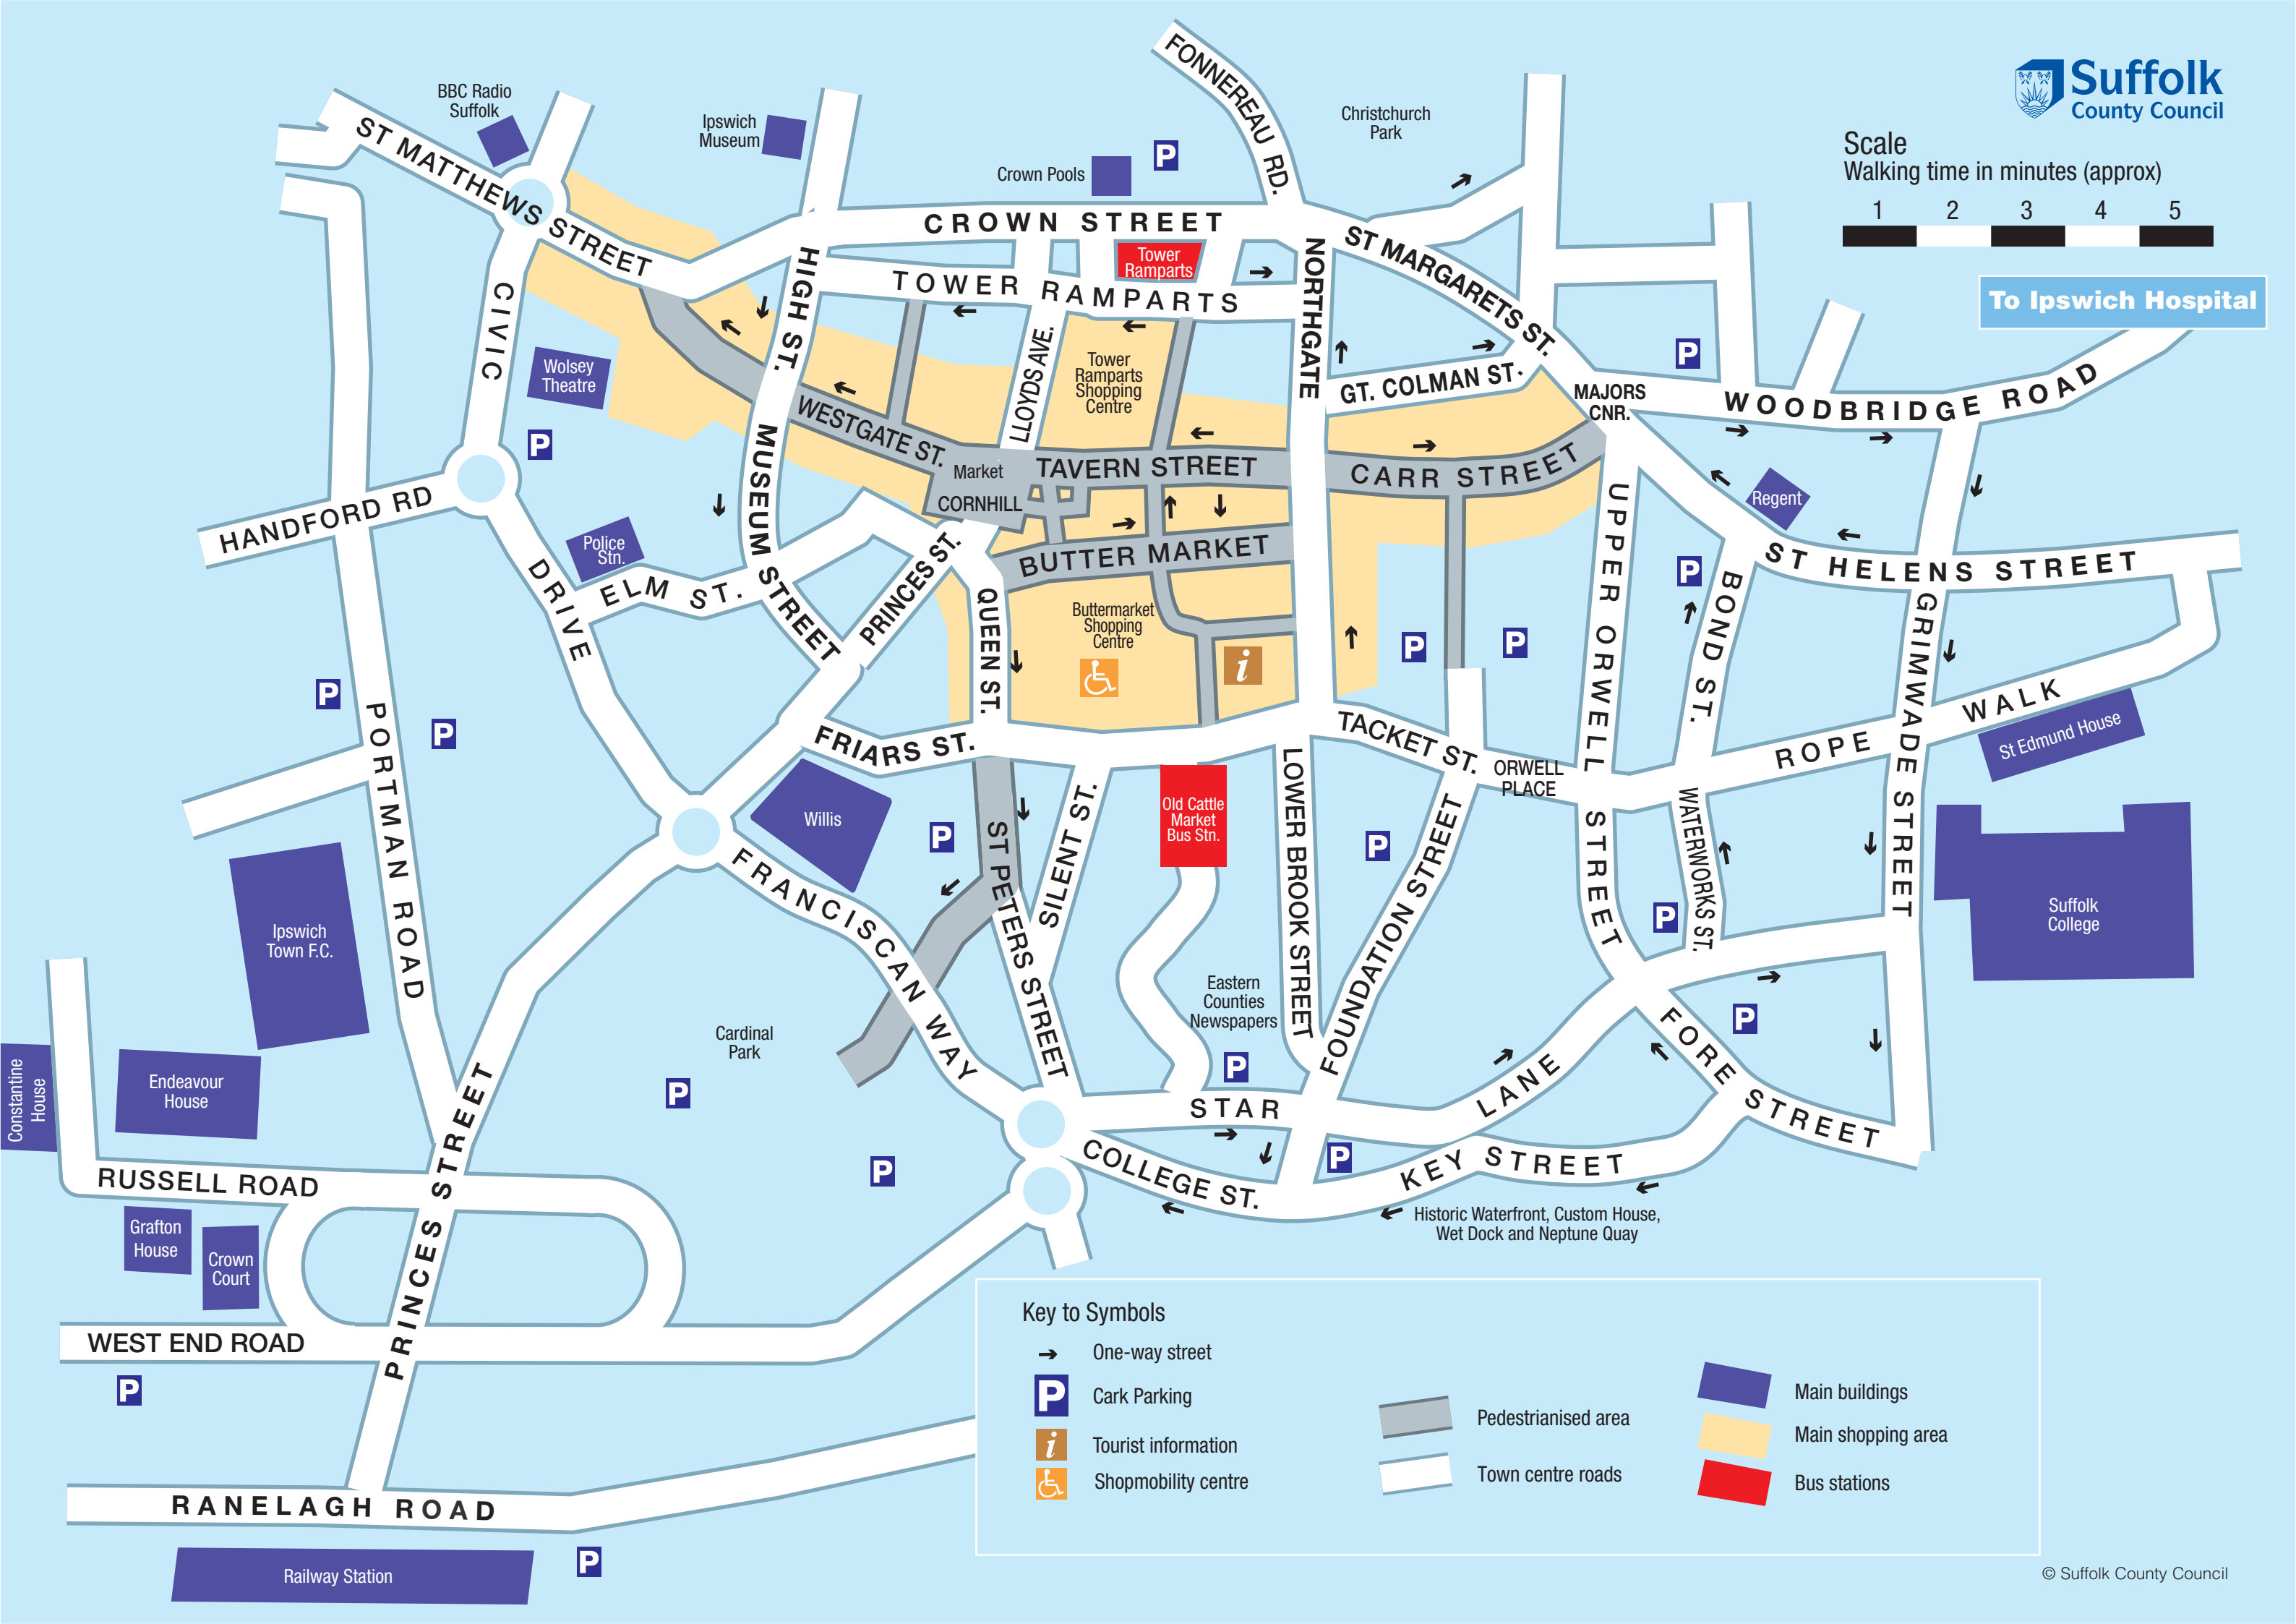 FONNEREAU RD.
Suffolk
County Council
BBC Radio
Suffolk
Ipswich
Museum
Christchurch
Park
Scale
Walking time in minutes (approx)
1 2 3 4 5
ST MATTHEWS STREET
Crown Pools
P
CROWN STREET
ST MARGARETS ST.
Tower
Ramparts
To Ipswich Hospital
TOWER RAMPARTS
HIGH ST.
NORTHGATE
CIVIC
DRIVE
Wolsey
Theatre
P
LLOYDS AVE.
Tower
Ramparts
Shopping
Centre
GT. COLMAN ST.
MAJORS
CNR.
P
WOODBRIDGE ROAD
WESTGATE ST.
Market
CORNHILL
TAVERN STREET
CARR STREET
MUSEUM STREET
Regent
HANDFORD RD
Police
Stn.
ELM ST.
PRINCES ST.
BUTTER MARKET
UPPER ORWELL STREET
P
BOND ST.
ST HELENS STREET
QUEEN ST.
Buttermarket
Shopping
Centre
i
P
P
GRIMWADE STREET
P
P
PORTMAN ROAD
FRIARS ST.
TACKET ST.
ORWELL
PLACE
ROPE WALK
St Edmund House
Willis
P
ST PETERS STREET
SILENT ST.
Old Cattle
Market
Bus Stn.
LOWER BROOK STREET
P
FOUNDATION STREET
WATERWORKS ST.
P
Suffolk
College
Ipswich
Town F.C.
FRANCISCAN WAY
Cardinal
Park
Eastern
Counties
Newspapers
P
P
FORE STREET
Constantine
House
Endeavour
House
P
STAR LANE
P
P
COLLEGE ST.
KEY STREET
Historic Waterfront, Custom House,
Wet Dock and Neptune Quay
RUSSELL ROAD
PRINCES STREET
Grafton
House
Crown
Court
WEST END ROAD
P
RANELAGH ROAD
Railway Station
P
Key to Symbols
One-way street
P
Cark Parking
i
Tourist information
Shopmobility centre
Pedestrianised area
Town centre roads
Main buildings
Main shopping area
Bus stations
© Suffolk County Council